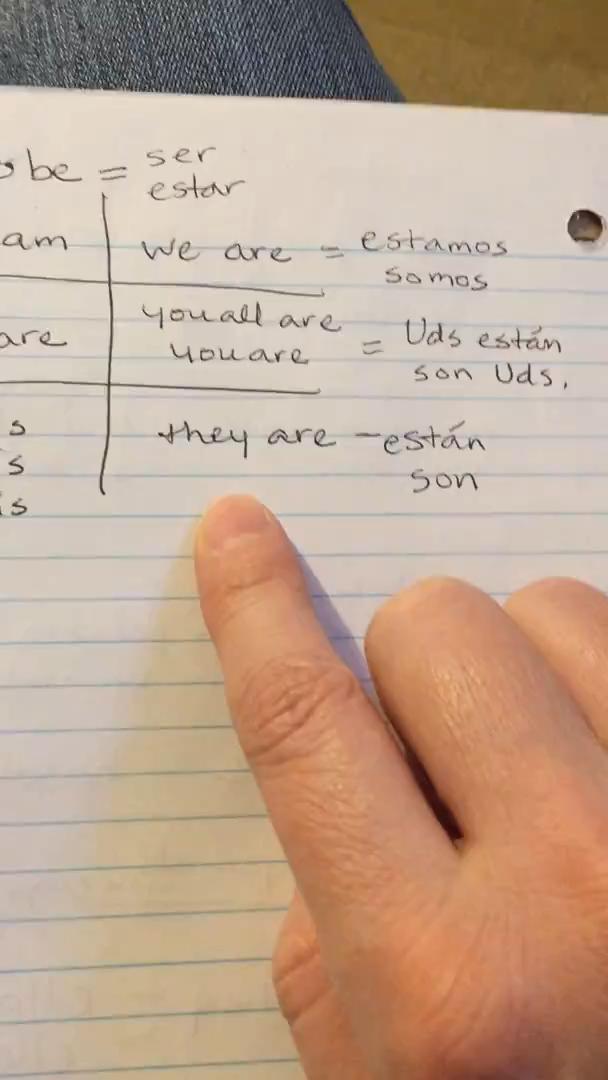 be = ser
estar
am
we are = estamos
somos
you all are
are
you are = Uds están
son Uds.
s
they are - están
s
son
is